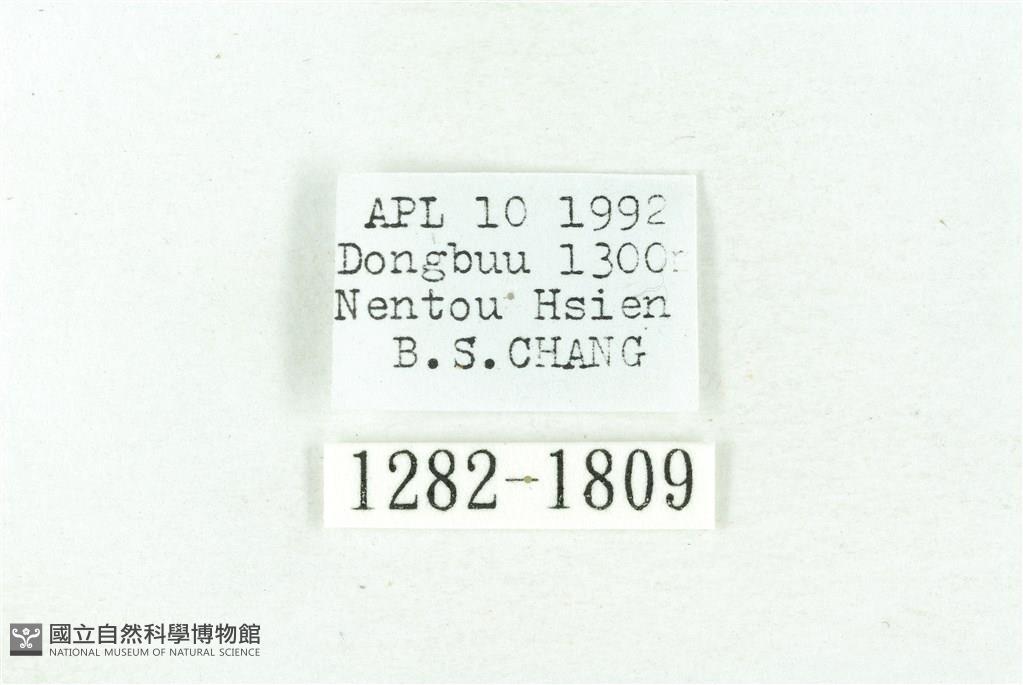 APL 10 1992
Dongbuu 1300m
Nentou Hsien
B.S.CHANG
1282-1809
國立自然科學博物館
NATIONAL MUSEUM OF NATURAL SCIENCE